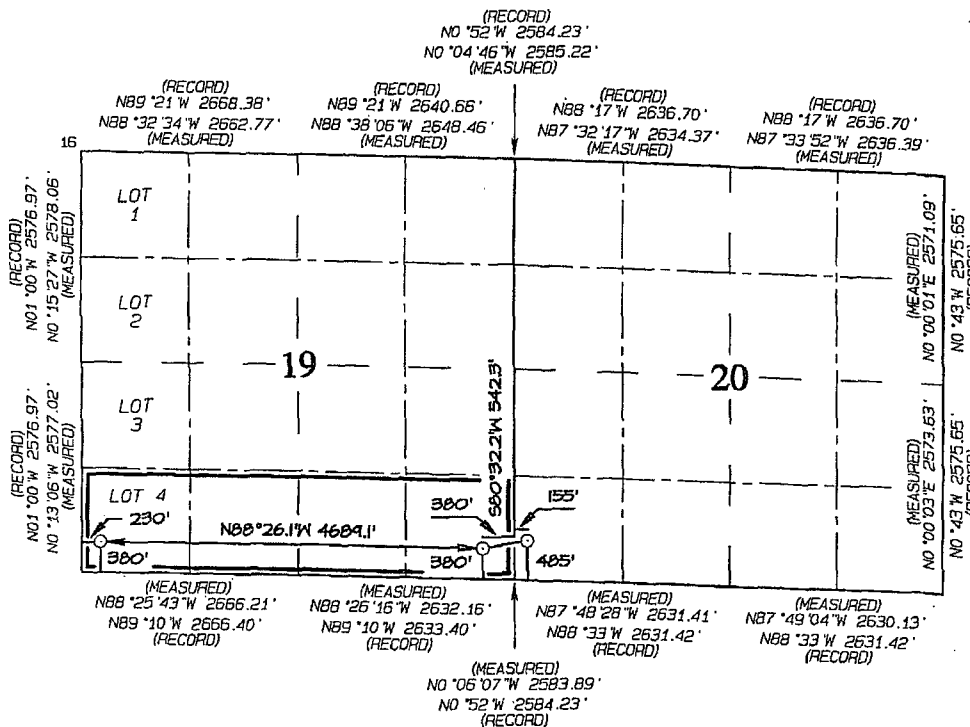 (RECORD)
N0 °52 'W 2584.23'
N0 °04 '46 "W 2585.22'
(MEASURED)
(RECORD)
N89 °21 'W 2668.38'
N88 °32 '34 "W 2662.77'
(MEASURED)
(RECORD)
N89 °21 'W 2640.66'
N88 °38 '06 "W 2648.46'
(MEASURED)
(RECORD)
N88 °17 'W 2636.70'
N87 °32 '17 "W 2634.37'
(MEASURED)
(RECORD)
N88 °17 'W 2636.70'
N87 °33 '52 "W 2636.39'
(MEASURED)
16
(RECORD)
N01 °00 'W 2576.97'
N0 °15 '27 "W 2578.06'
(MEASURED)
LOT
1
LOT
2
(MEASURED)
N0 °00 '01 "E 2571.09'
N0 °43 'W 2575.65'
(RECORD)
19
20
(RECORD)
N01 °00 'W 2576.97'
N0 °13 '06 "W 2577.02'
(MEASURED)
LOT
3
S80°32.2'W 542.3'
(MEASURED)
N0 °00 '03 "E 2573.63'
N0 °43 'W 2575.65'
(RECORD)
LOT 4
230'
380'
155'
N88°26.1'W 4689.1'
380'
380'
485'
(MEASURED)
N88 °25 '43 "W 2666.21'
N89 °10 'W 2666.40'
(RECORD)
(MEASURED)
N88 °26 '16 "W 2632.16'
N89 °10 'W 2633.40'
(RECORD)
(MEASURED)
N87 °48 '28 "W 2631.41'
N88 °33 'W 2631.42'
(RECORD)
(MEASURED)
N87 °49 '04 "W 2630.13'
N88 °33 'W 2631.42'
(RECORD)
(MEASURED)
N0 °06 '07 "W 2583.89'
N0 °52 'W 2584.23'
(RECORD)